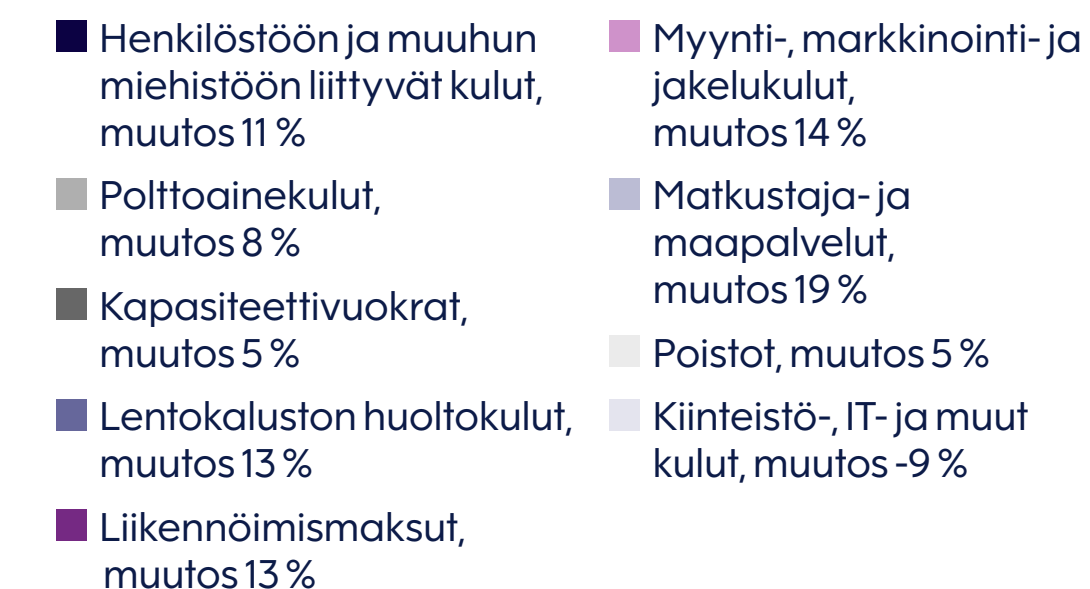 Henkilöstöön ja muuhun
miehistöön liittyvät kulut,
muutos 11 %
Polttoainekulut,
muutos 8 %
Kapasiteettivuokrat,
muutos 5 %
Lentokaluston huoltokulut,
muutos 13 %
Liikennöimismaksut,
muutos 13 %
Myynti-, markkinointi- ja
jakelukulut,
muutos 14 %
Matkustaja- ja
maapalvelut,
muutos 19 %
Poistot, muutos 5 %
Kiinteistö-, IT- ja muut
kulut, muutos -9 %